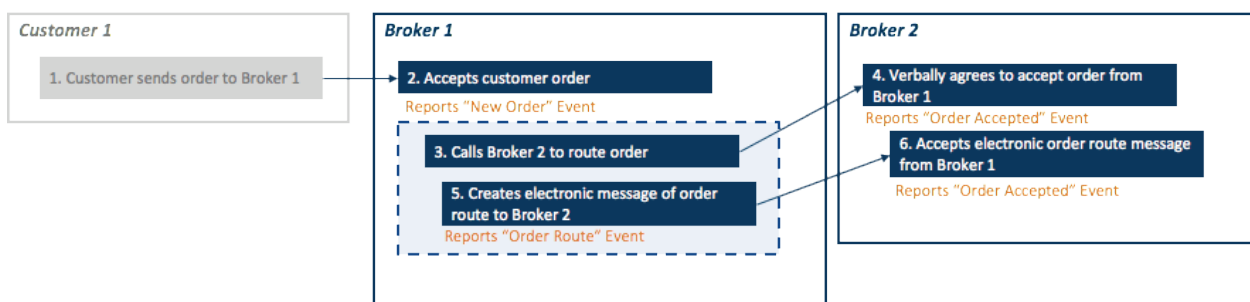 Customer 1
1. Customer sends order to Broker 1
Broker 1
2. Accepts customer order
Reports “New Order” Event
3. Calls Broker 2 to route order
5. Creates electronic message of order
route to Broker 2
Reports “Order Route” Event
Broker 2
4. Verbally agrees to accept order from
Broker 1
Reports “Order Accepted” Event
6. Accepts electronic order route message
from Broker 1
Reports “Order Accepted” Event